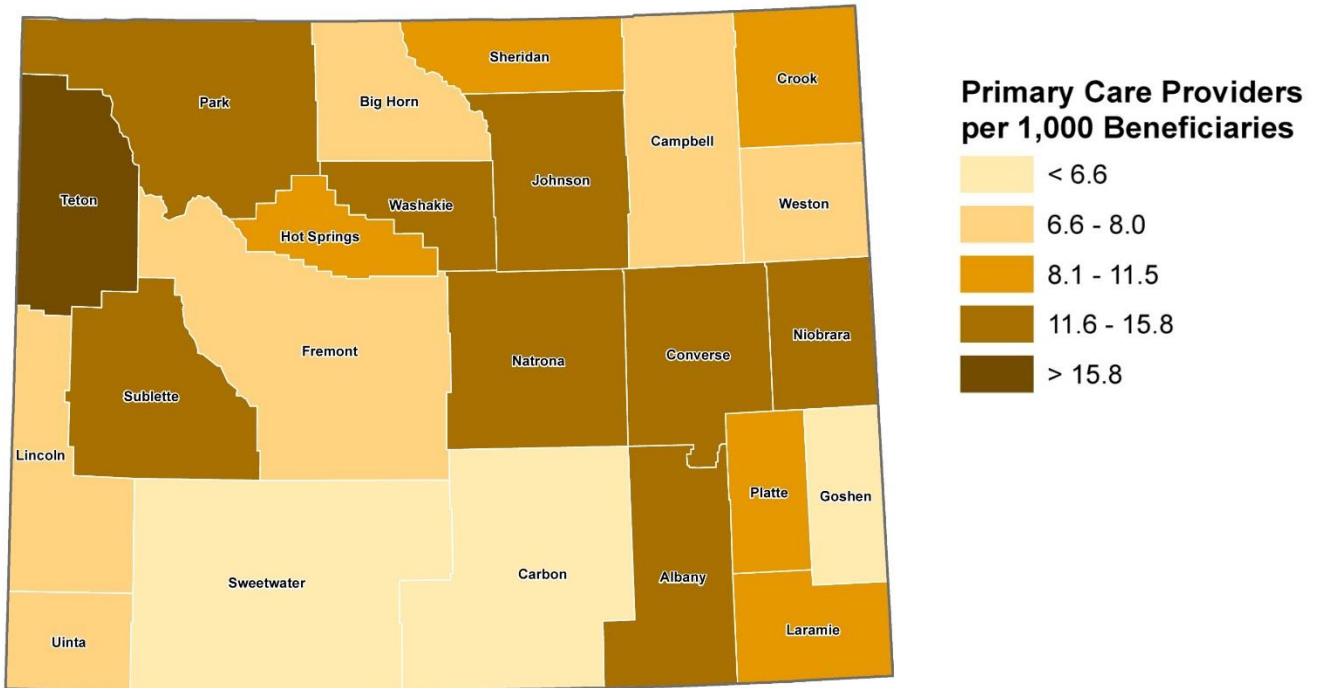 Sheridan
Crook
Park
Big Horn
Campbell
Johnson
Teton
Washakie
Weston
Hot Springs
Niobrara
Fremont
Natrona
Converse
Sublette
Lincoln
Platte
Goshen
Sweetwater
Carbon
Albany
Uinta
Laramie
Primary Care Providers
per 1,000 Beneficiaries
< 6.6
6.6 - 8.0
8.1 - 11.5
11.6 - 15.8
> 15.8